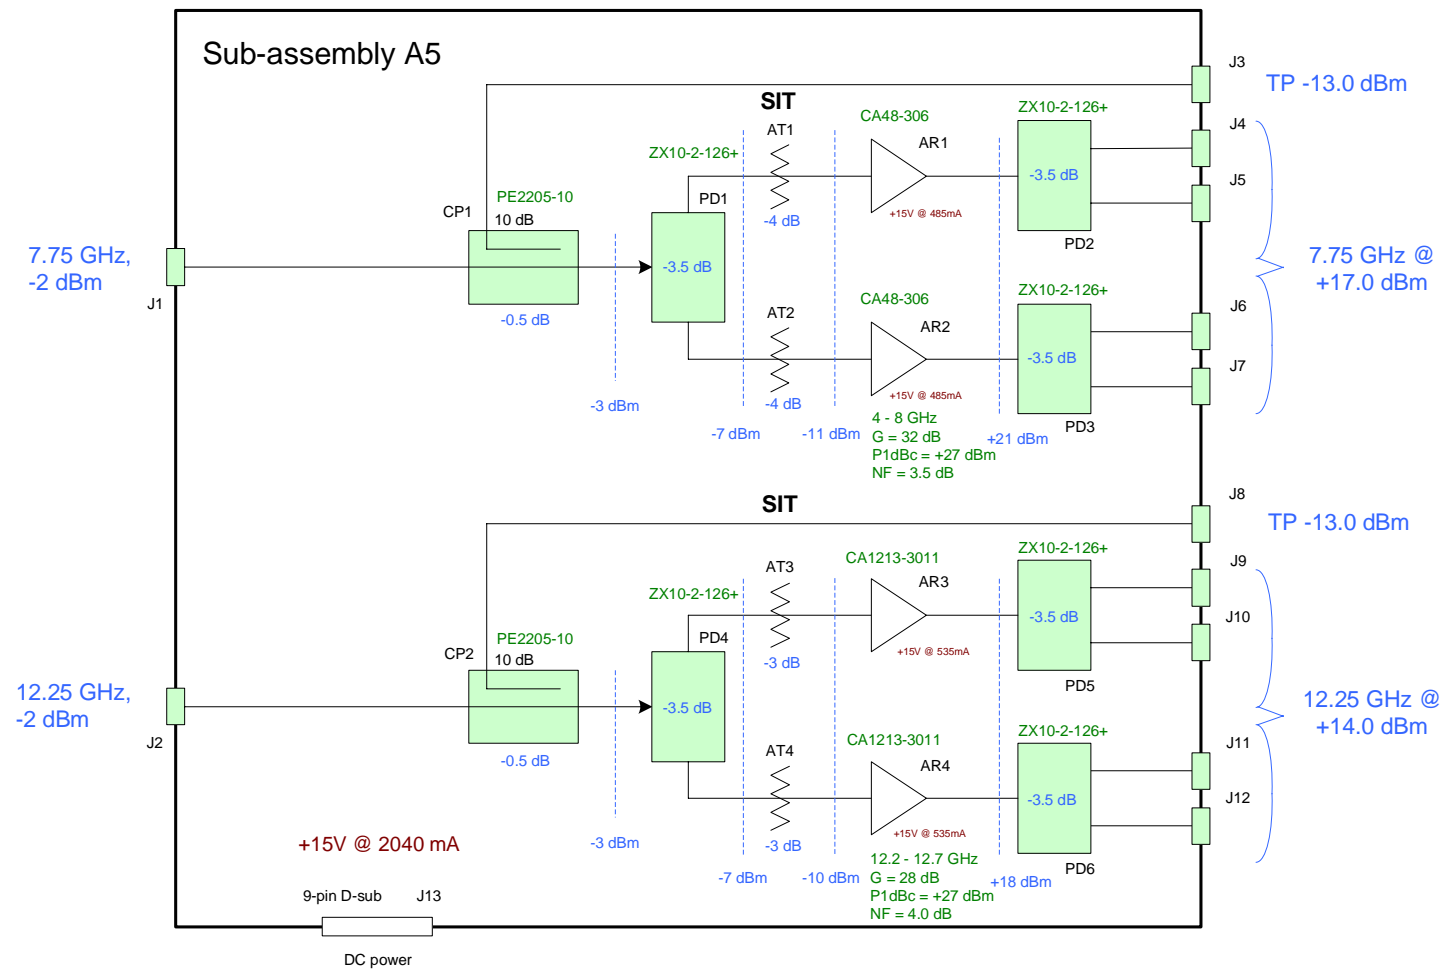 Sub-assembly A5
J3
TP -13.0 dBm
SIT
CA48-306
ZX10-2-126+
J4
AT1
AR1
ZX10-2-126+
-3.5 dB
J5
PE2205-10
PD1
CP1
10 dB
-4 dB
+15V @ 485mA
PD2
7.75 GHz,
-2 dBm
-3.5 dB
7.75 GHz @
+17.0 dBm
J1
-0.5 dB
CA48-306
ZX10-2-126+
J6
AT2
AR2
-3.5 dB
J7
-3 dBm
-4 dB
+15V @ 485mA
-7 dBm
-11 dBm
4 - 8 GHz
G = 32 dB
P1dBc = +27 dBm
NF = 3.5 dB
+21 dBm
PD3
SIT
J8
TP -13.0 dBm
CA1213-3011
ZX10-2-126+
J9
AT3
AR3
ZX10-2-126+
-3.5 dB
J10
PE2205-10
PD4
CP2
10 dB
-3 dB
+15V @ 535mA
PD5
12.25 GHz,
-2 dBm
-3.5 dB
12.25 GHz @
+14.0 dBm
J2
-0.5 dB
CA1213-3011
ZX10-2-126+
J11
AT4
AR4
-3.5 dB
J12
+15V @ 2040 mA
-3 dBm
-3 dB
+15V @ 535mA
-7 dBm
-10 dBm
12.2 - 12.7 GHz
G = 28 dB
P1dBc = +27 dBm
NF = 4.0 dB
+18 dBm
PD6
9-pin D-sub
J13
DC power